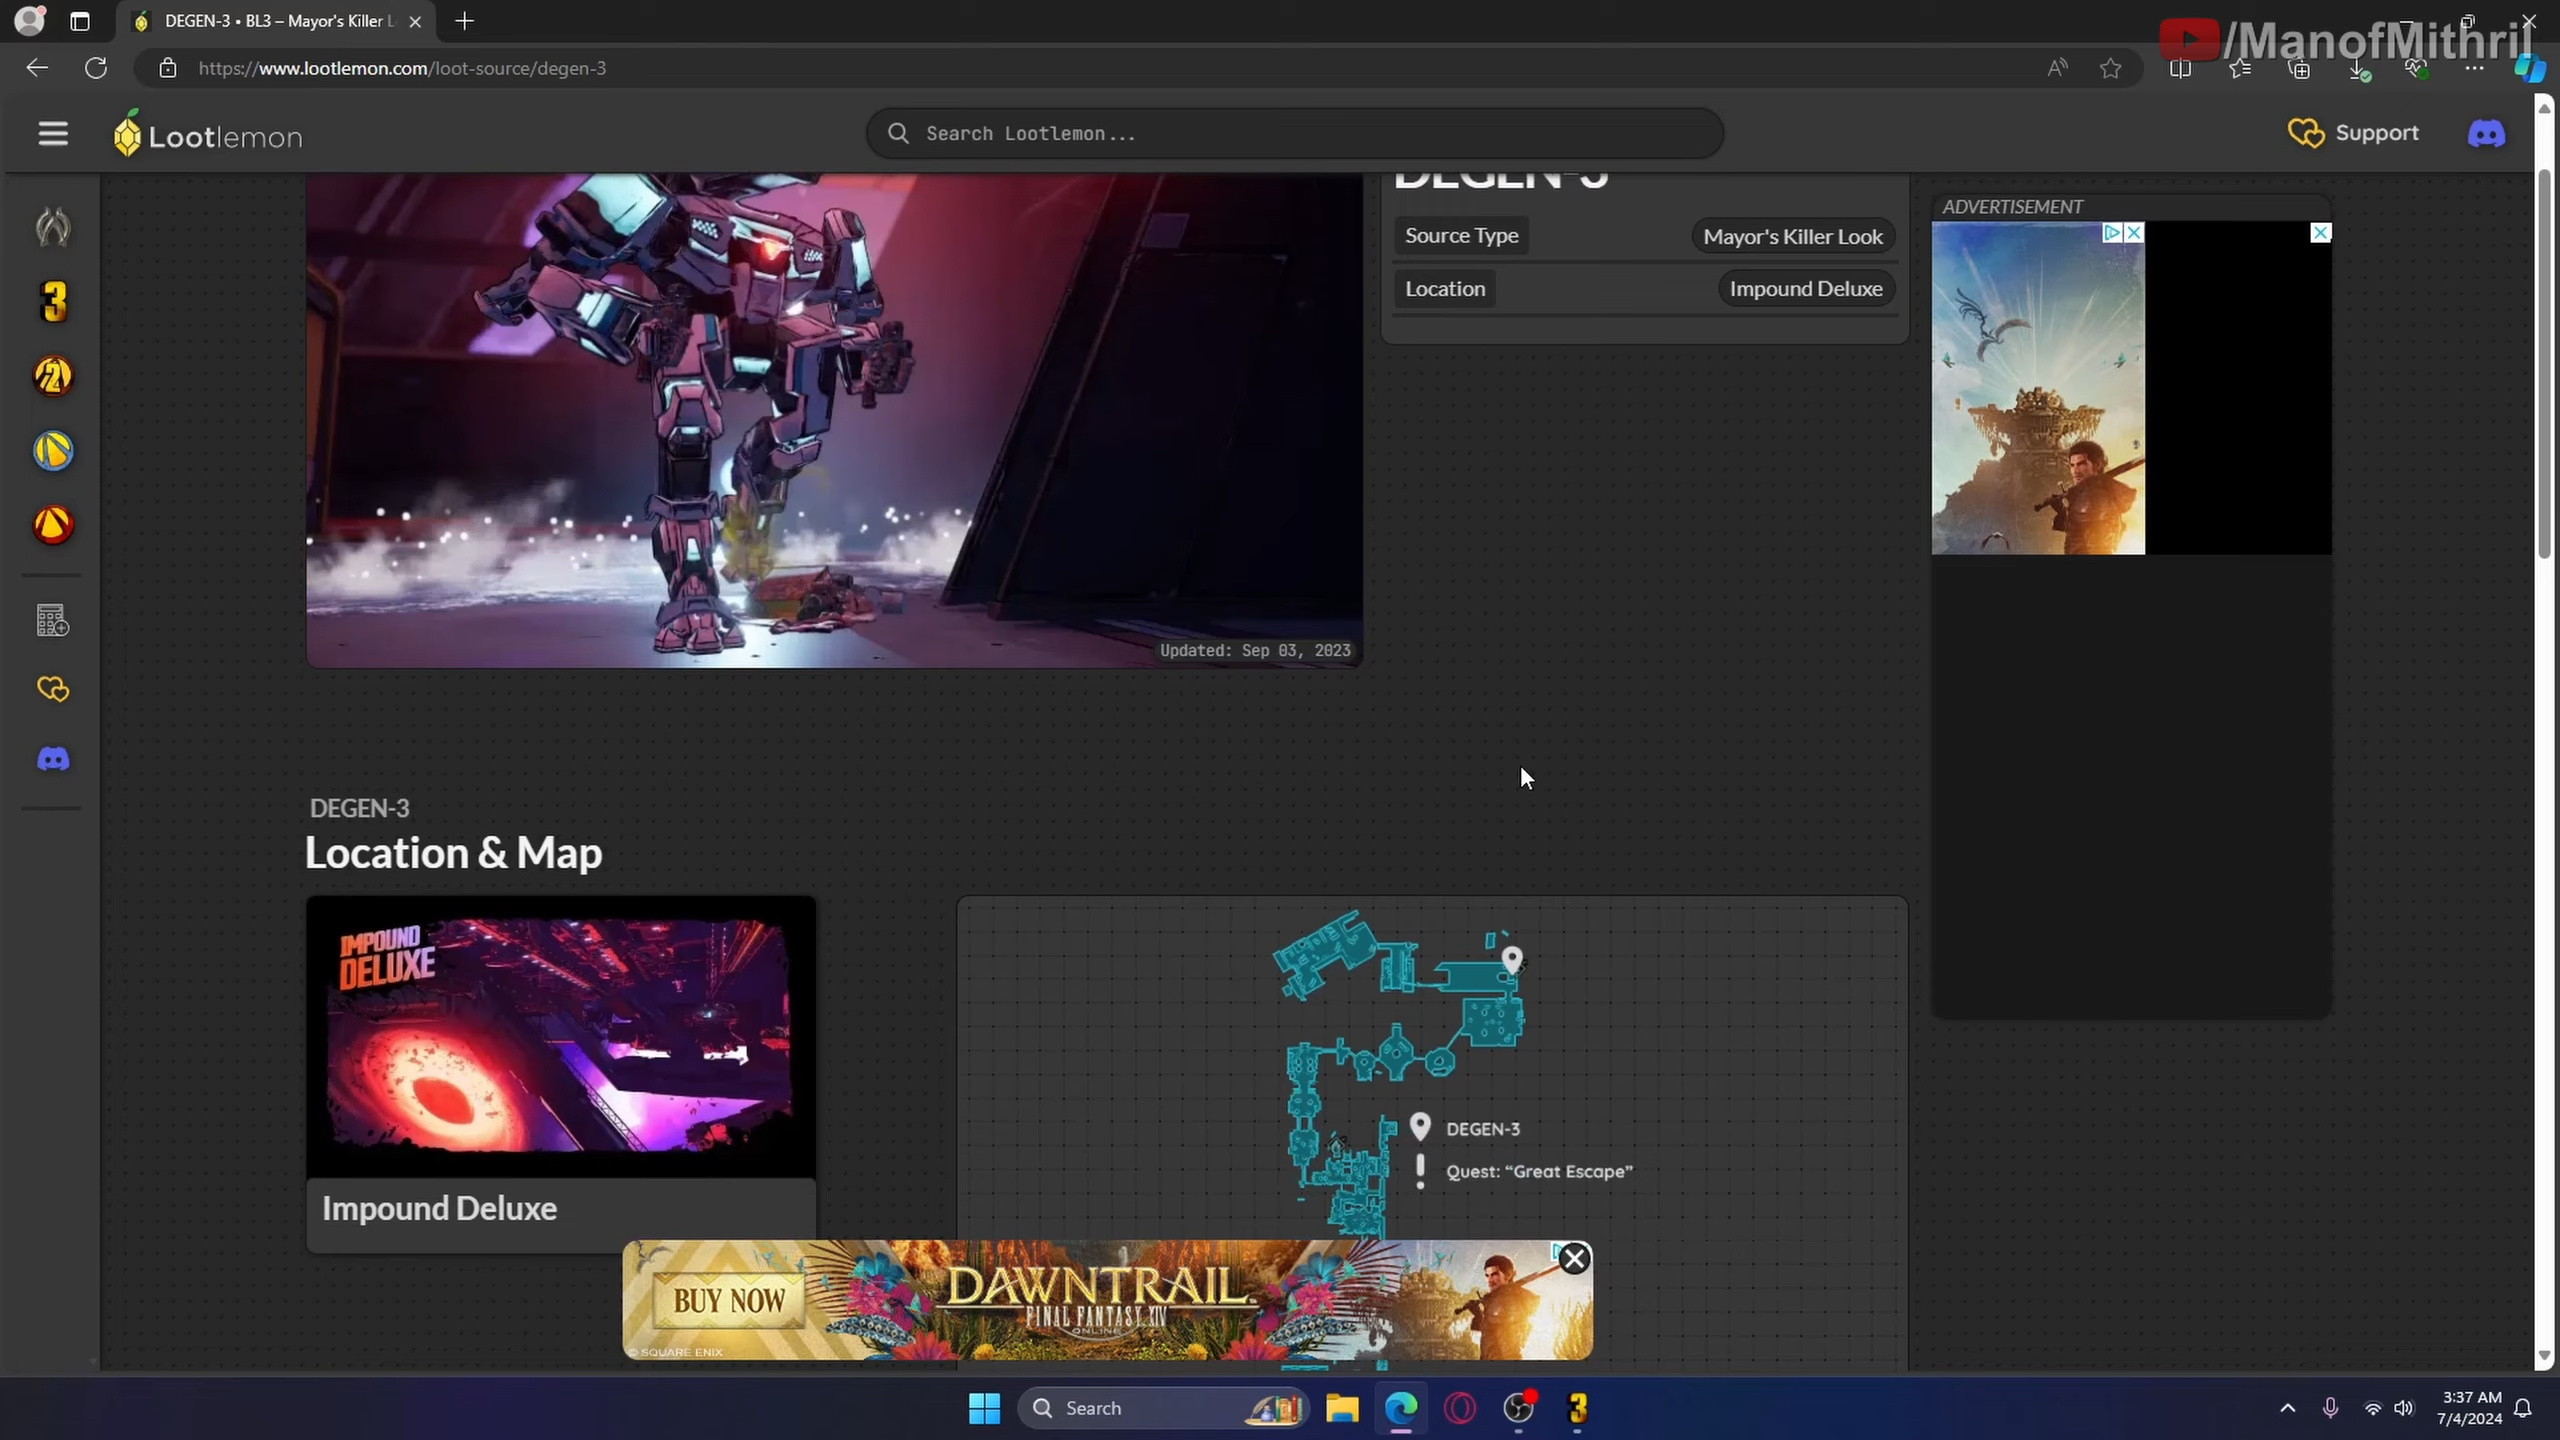 DEGEN-3 • BL3 – Mayor's Killer L
/ManofMithril
https://www.lootlemon.com/loot-source/degen-3
Lootlemon
Search Lootlemon...
Support
DEGEN-3
Source Type
Mayor's Killer Look
Location
Impound Deluxe
ADVERTISEMENT
Updated: Sep 03, 2023
DEGEN-3
Location & Map
IMPOUND
DELUXE
Impound Deluxe
DEGEN-3
Quest: “Great Escape”
BUY NOW
DAWNTRAIL
FINAL FANTASY XIV
ONLINE
© SQUARE ENIX
Search
3:37 AM
7/4/2024